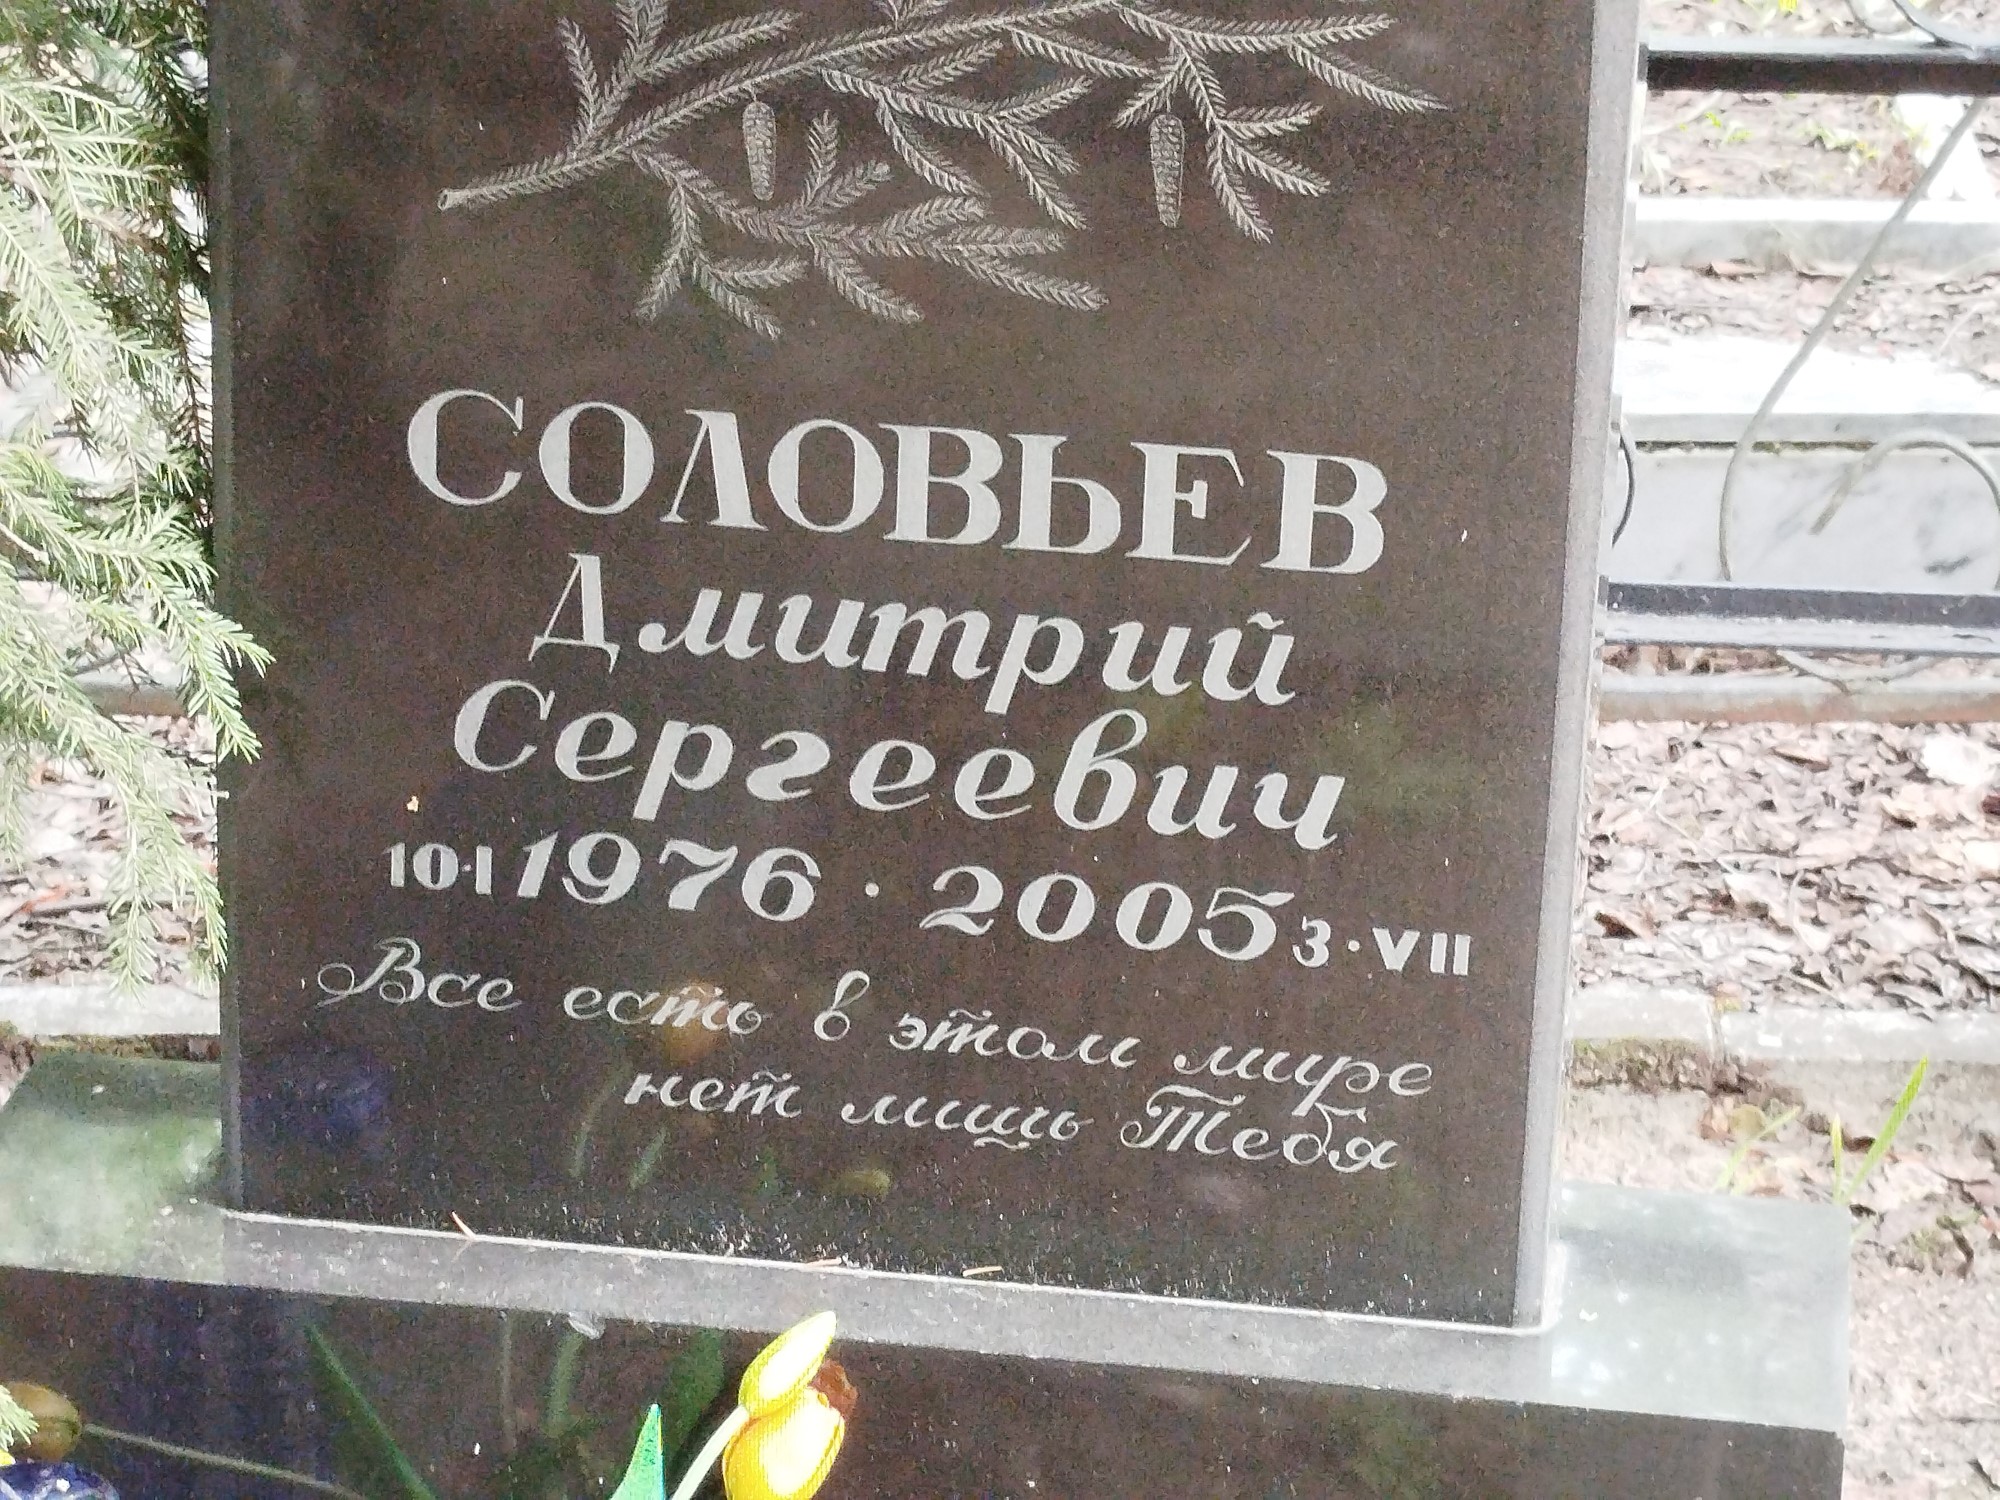 СОЛОВЬЕВ
Дмитрий
Сергеевич
10·I 1976 · 2005 3·VII
Все есть в этом мире
нет лишь Тебя